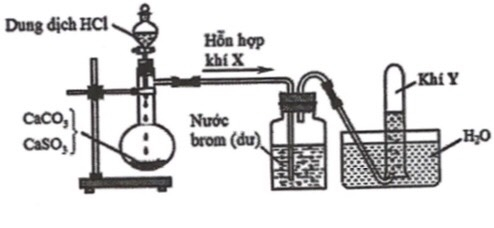 Dung dịch HCl
Hỗn hợp
khí X
Khí Y
CaCO3
CaSO3
Nước
brom (dư)
H2O